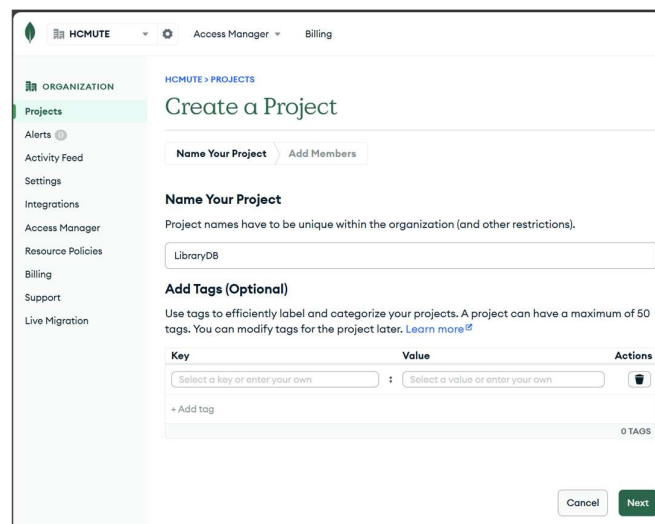 HCMUTE
Access Manager
Billing
ORGANIZATION
Projects
Alerts 0
Activity Feed
Settings
Integrations
Access Manager
Resource Policies
Billing
Support
Live Migration
HCMUTE > PROJECTS
Create a Project
Name Your Project
Add Members
Name Your Project
Project names have to be unique within the organization (and other restrictions).
LibraryDB
Add Tags (Optional)
Use tags to efficiently label and categorize your projects. A project can have a maximum of 50
tags. You can modify tags for the project later. Learn more
Key Value Actions
Select a key or enter your own : Select a value or enter your own
+ Add tag
0 TAGS
Cancel Next